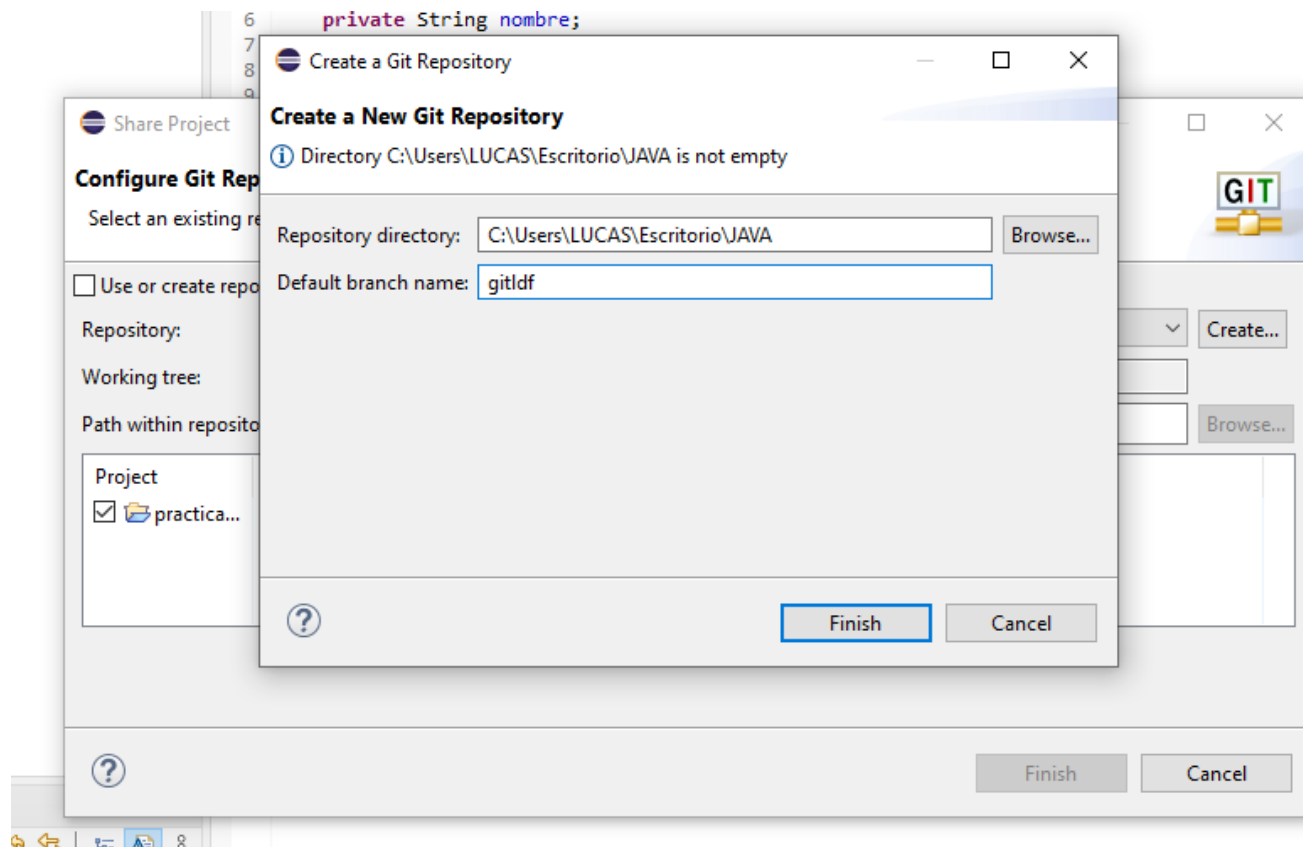 6 private String nombre;
7
8
9
Create a Git Repository
Create a New Git Repository
Directory C:\Users\LUCAS\Escritorio\JAVA is not empty
Repository directory: C:\Users\LUCAS\Escritorio\JAVA Browse...
Default branch name: gitldf
Finish Cancel
Share Project
Configure Git Rep
Select an existing re
GIT
Use or create repo
Repository: Create...
Working tree:
Path within reposito Browse...
Project
practica...
Finish Cancel